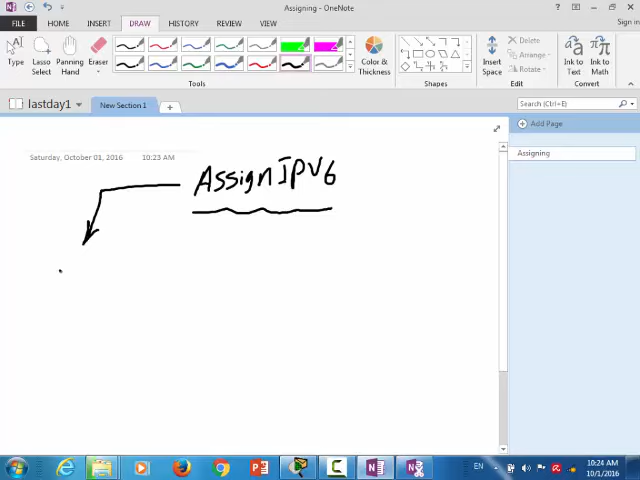 Assigning - OneNote
FILE HOME INSERT DRAW HISTORY REVIEW VIEW
Sign in
Type Lasso Select Panning Hand Eraser Color & Thickness Insert Space Delete Arrange Rotate Ink to Text Ink to Math
Tools Shapes Edit Convert
lastday1 New Section 1 Search (Ctrl+E)
Add Page
Assigning
Saturday, October 01, 2016 10:23 AM
Assign IPV6
EN 10:24 AM
10/1/2016